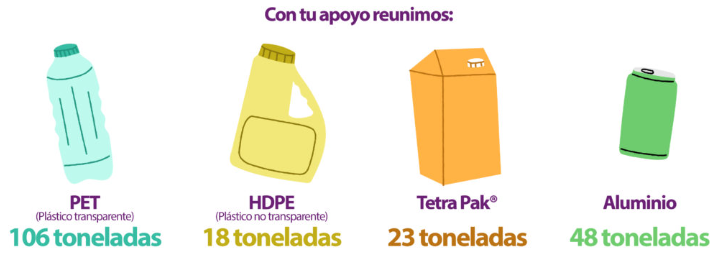 Con tu apoyo reunimos:
PET
(Plástico transparente)
106 toneladas
HDPE
(Plástico no transparente)
18 toneladas
Tetra Pak®
23 toneladas
Aluminio
48 toneladas